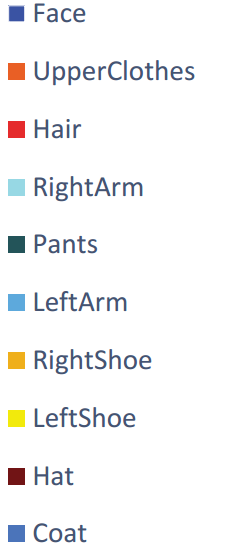 Face
UpperClothes
Hair
RightArm
Pants
LeftArm
RightShoe
LeftShoe
Hat
Coat